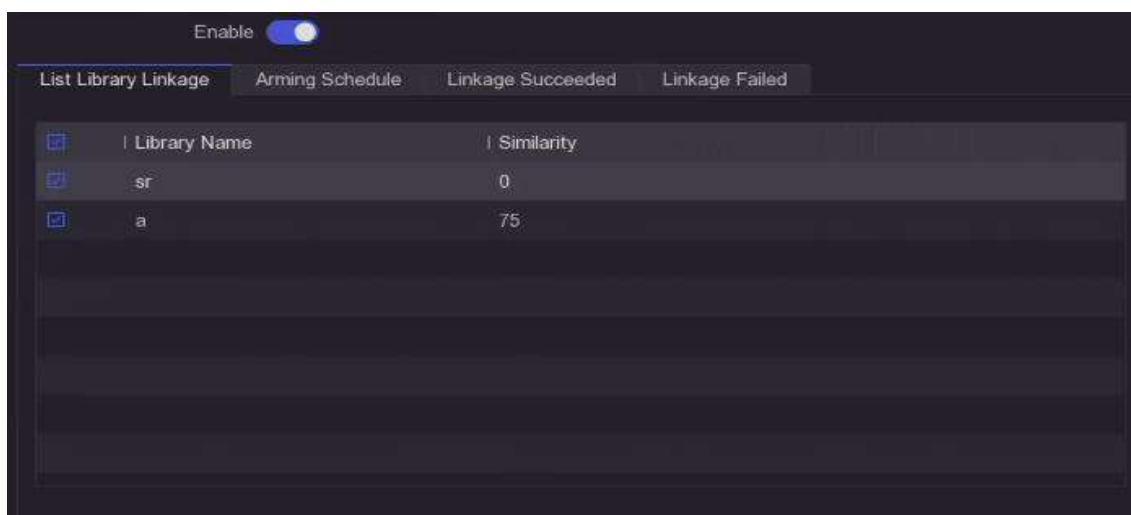 Enable
List Library Linkage Arming Schedule Linkage Succeeded Linkage Failed
Library Name Similarity
sr 0
a 75